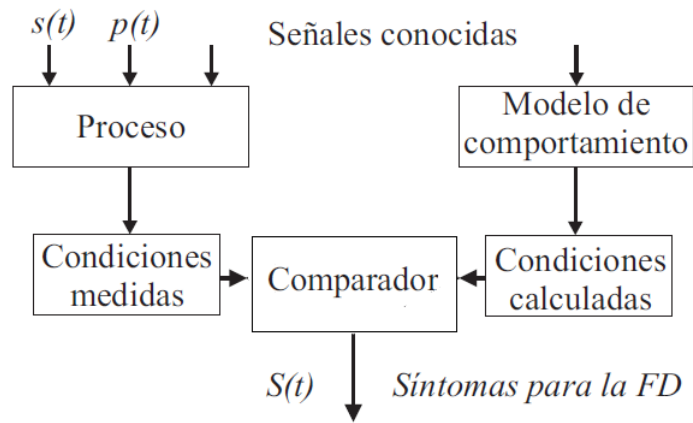 s(t) p(t) Señales conocidas
Proceso
Modelo de
comportamiento
Condiciones
medidas
Comparador
Condiciones
calculadas
S(t) Síntomas para la FD